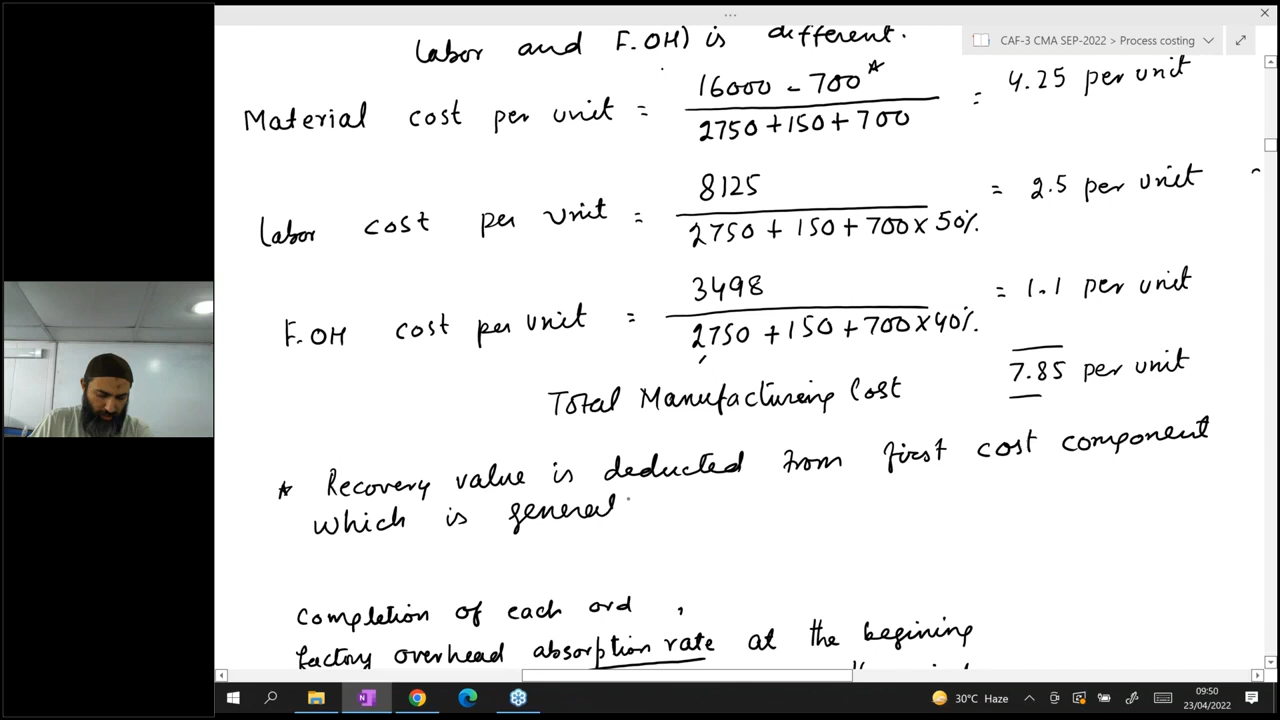 labor and F.OH) is different.
CAF-3 CMA SEP-2022 > Process costing
Material cost per unit = 16000 - 700* / 2750 + 150 + 700 = 4.25 per unit
Labor cost per unit = 8125 / 2750 + 150 + 700 x 50% = 2.5 per unit
F.OH cost per unit = 3498 / 2750 + 150 + 700 x 40% = 1.1 per unit
Total Manufacturing Cost 7.85 per unit
* Recovery value is deducted from first cost component
which is general
completion of each ord ,
factory overhead absorption rate at the begining
30°C Haze
09:50
23/04/2022